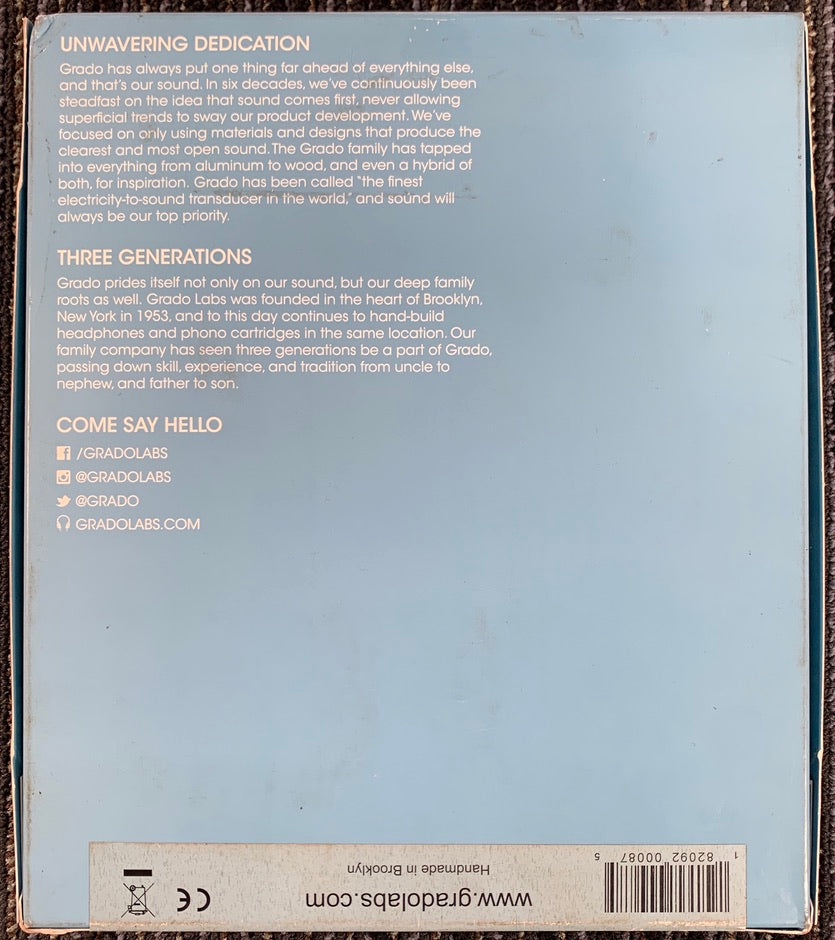 UNWAVERING DEDICATION
Grado has always put one thing far ahead of everything else,
and that's our sound. In six decades, we've continuously been
steadfast on the idea that sound comes first, never allowing
superficial trends to sway our product development. We've
focused on only using materials and designs that produce the
clearest and most open sound. The Grado family has tapped
into everything from aluminum to wood, and even a hybrid of
both, for inspiration. Grado has been called "the finest
electricity-to-sound transducer in the world," and sound will
always be our top priority.
THREE GENERATIONS
Grado prides itself not only on our sound, but our deep family
roots as well. Grado Labs was founded in the heart of Brooklyn,
New York in 1953, and to this day continues to hand-build
headphones and phono cartridges in the same location. Our
family company has seen three generations be a part of Grado,
passing down skill, experience, and tradition from uncle to
nephew, and father to son.
COME SAY HELLO
/GRADOLABS
@GRADOLABS
@GRADO
GRADOLABS.COM
1 82092 00087 5
www.gradolabs.com
Handmade in Brooklyn
CE